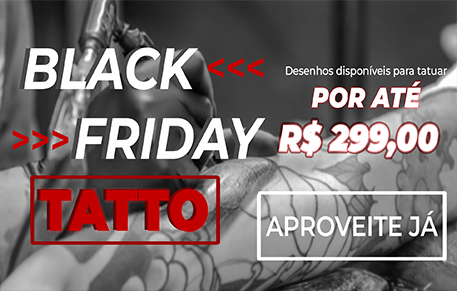 BLACK <<<
>>> FRIDAY
TATTO
Desenhos disponíveis para tatuar
POR ATÉ
R$ 299,00
APROVEITE JÁ